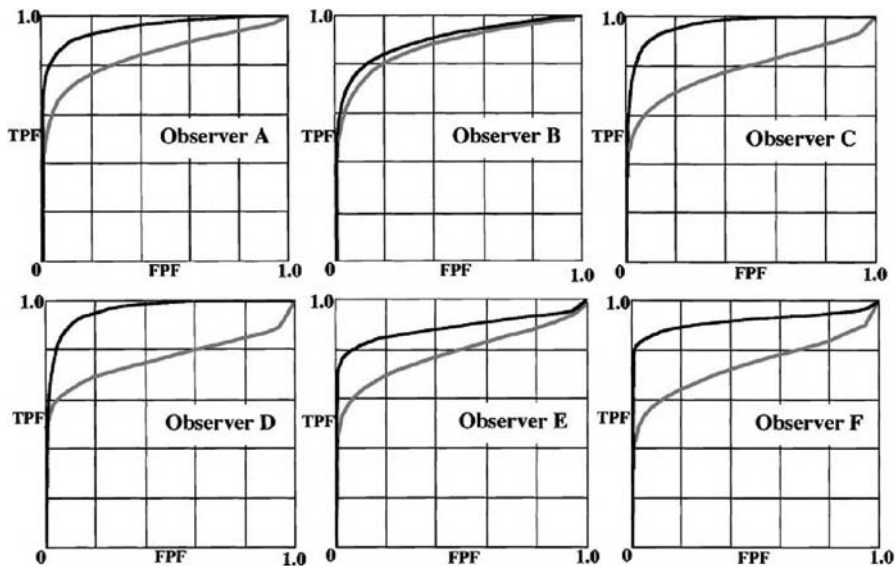 1.0 1.0 1.0
TPF Observer A TPF Observer B TPF Observer C
0 FPF 1.0 0 FPF 1.0 0 FPF 1.0
1.0 1.0 1.0
TPF Observer D TPF Observer E TPF Observer F
0 FPF 1.0 0 FPF 1.0 0 FPF 1.0